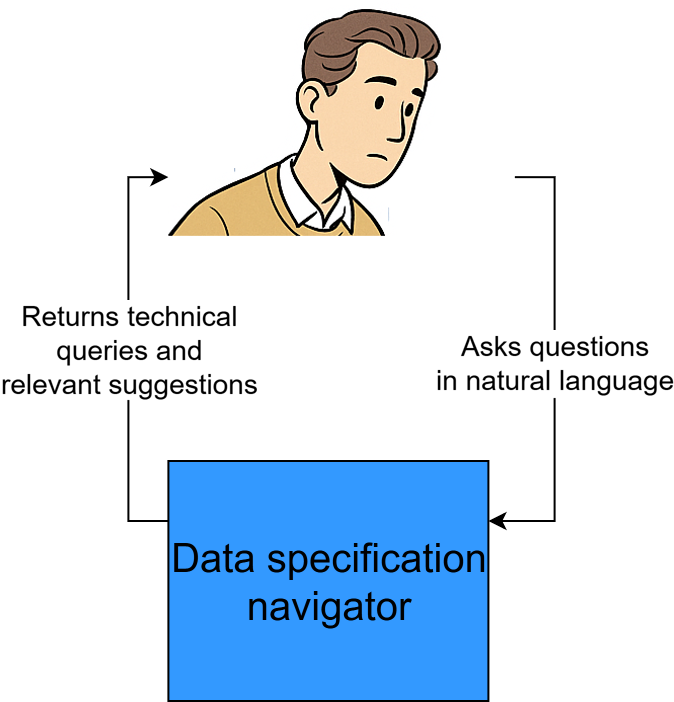 Returns technical
queries and
relevant suggestions
Asks questions
in natural language
Data specification
navigator